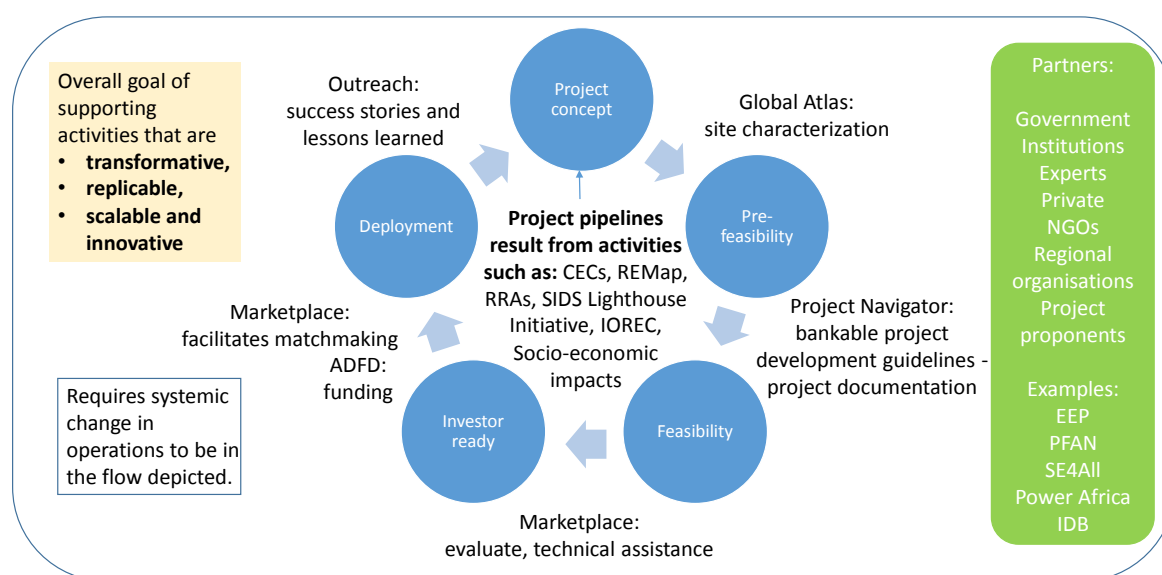 Overall goal of
supporting
activities that are
• transformative,
• replicable,
• scalable and
innovative
Requires systemic
change in
operations to be in
the flow depicted.
Outreach:
success stories and
lessons learned
Project
concept
Global Atlas:
site characterization
Pre-
feasibility
Project Navigator:
bankable project
development guidelines -
project documentation
Feasibility
Marketplace:
evaluate, technical assistance
Investor
ready
Marketplace:
facilitates matchmaking
ADFD:
funding
Deployment
Project pipelines
result from activities
such as: CECs, REMap,
RRAs, SIDS Lighthouse
Initiative, IOREC,
Socio-economic
impacts
Partners:
Government
Institutions
Experts
Private
NGOs
Regional
organisations
Project
proponents
Examples:
EEP
PFAN
SE4All
Power Africa
IDB